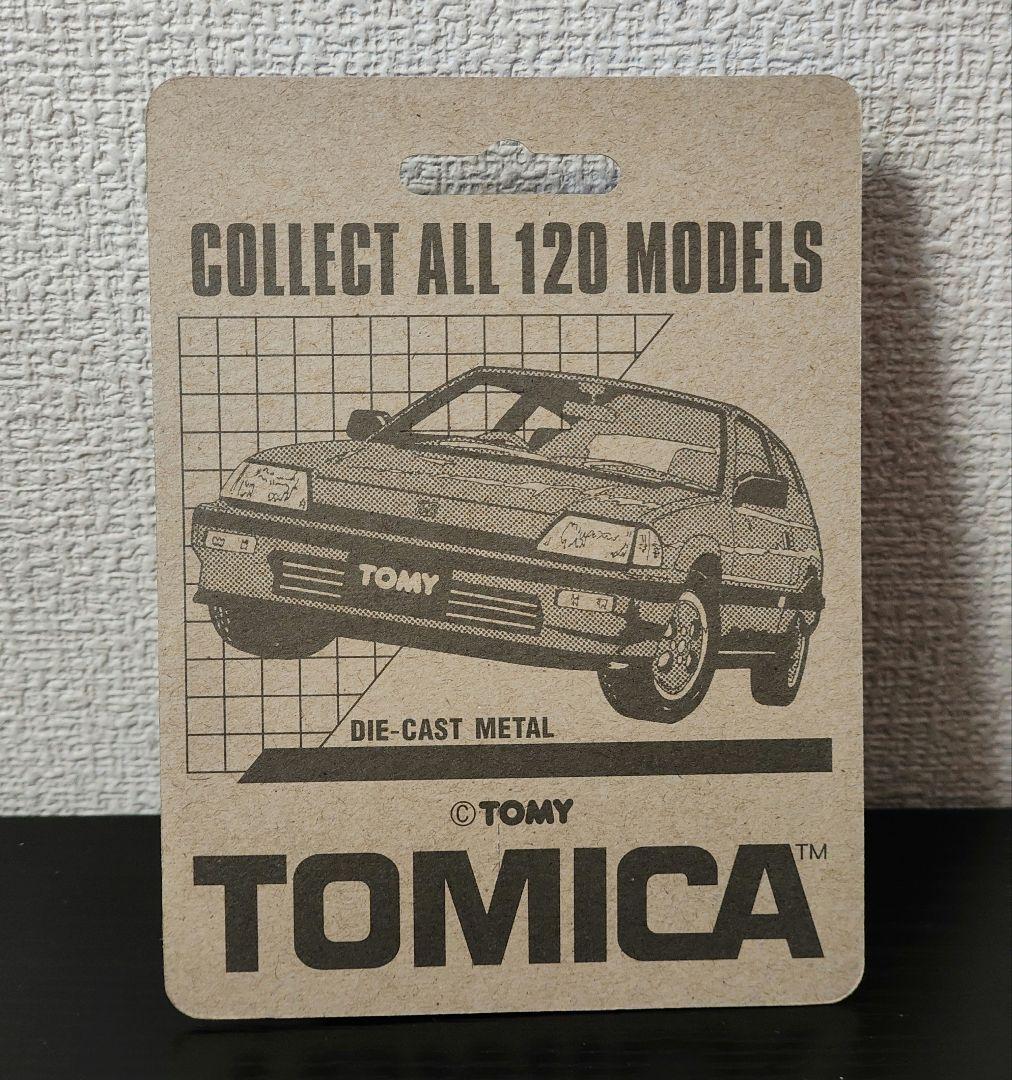 COLLECT ALL 120 MODELS
TOMY
DIE-CAST METAL
©TOMY
TOMICA™